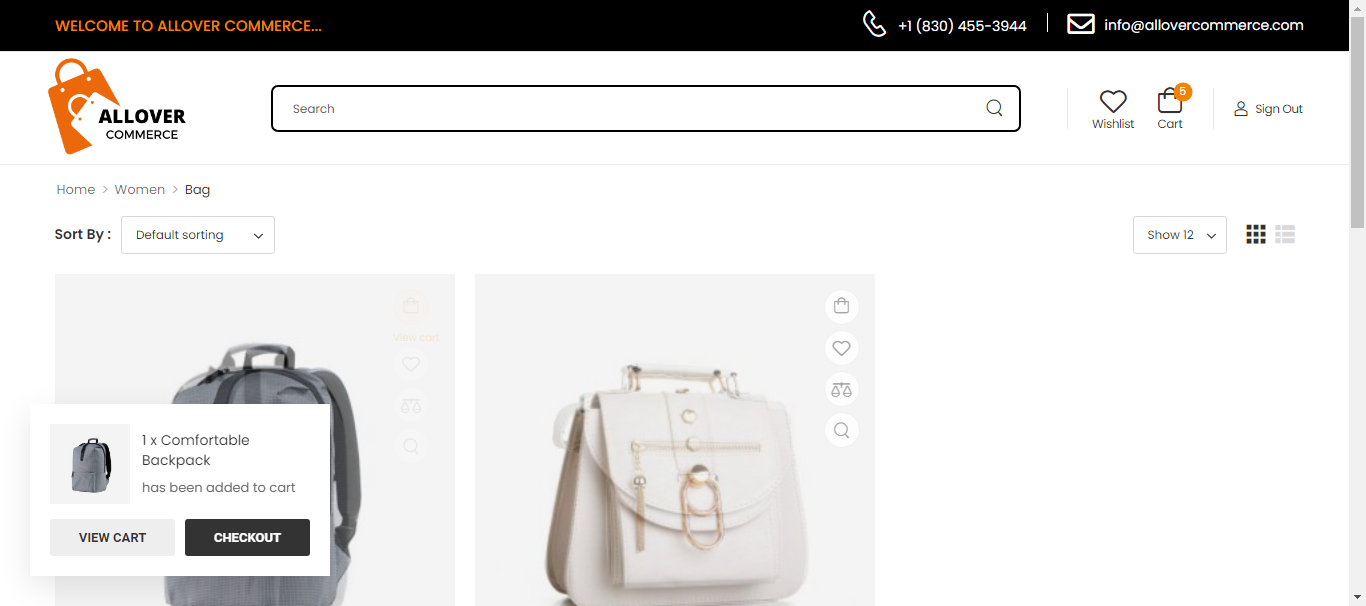 WELCOME TO ALLOVER COMMERCE...
+1 (830) 455-3944
info@allovercommerce.com
ALLOVER
COMMERCE
Search
Wishlist
5
Cart
Sign Out
Home > Women > Bag
Sort By :
Default sorting
Show 12
View cart
1 x Comfortable
Backpack
has been added to cart
VIEW CART
CHECKOUT